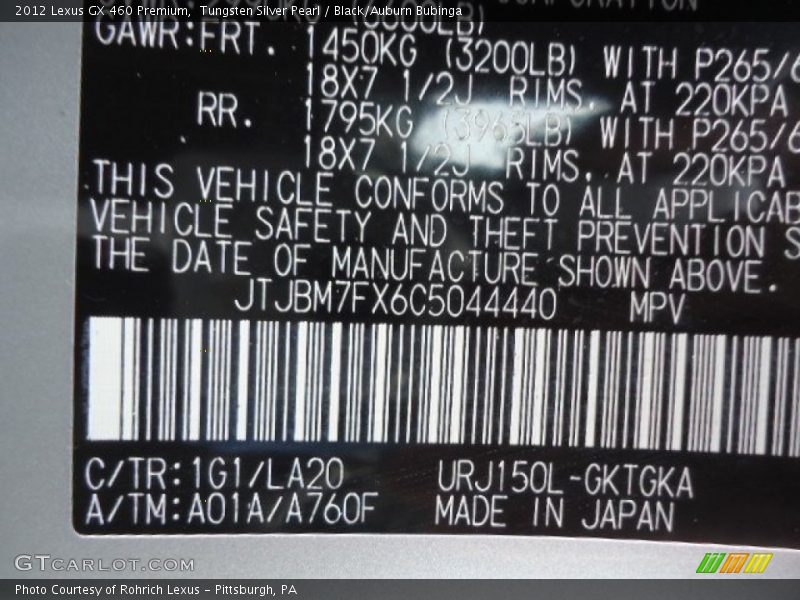 2012 Lexus GX 460 Premium,  Tungsten Silver Pearl / Black/Auburn Bubinga
GAWR:FRT. 1450KG (3200LB) WITH P265/6
18X7 1/2J RIMS, AT 220KPA
RR. 1795KG (3965LB) WITH P265/6
18X7 1/2J RIMS, AT 220KPA
THIS VEHICLE CONFORMS TO ALL APPLICAB
VEHICLE SAFETY AND THEFT PREVENTION S
THE DATE OF MANUFACTURE SHOWN ABOVE.
JTJBM7FX6C5044440 MPV
C/TR:1G1/LA20 URJ150L-GKTGKA
A/TM:A01A/A760F MADE IN JAPAN
GTCARLOT.COM
Photo Courtesy of Rohrich Lexus – Pittsburgh, PA